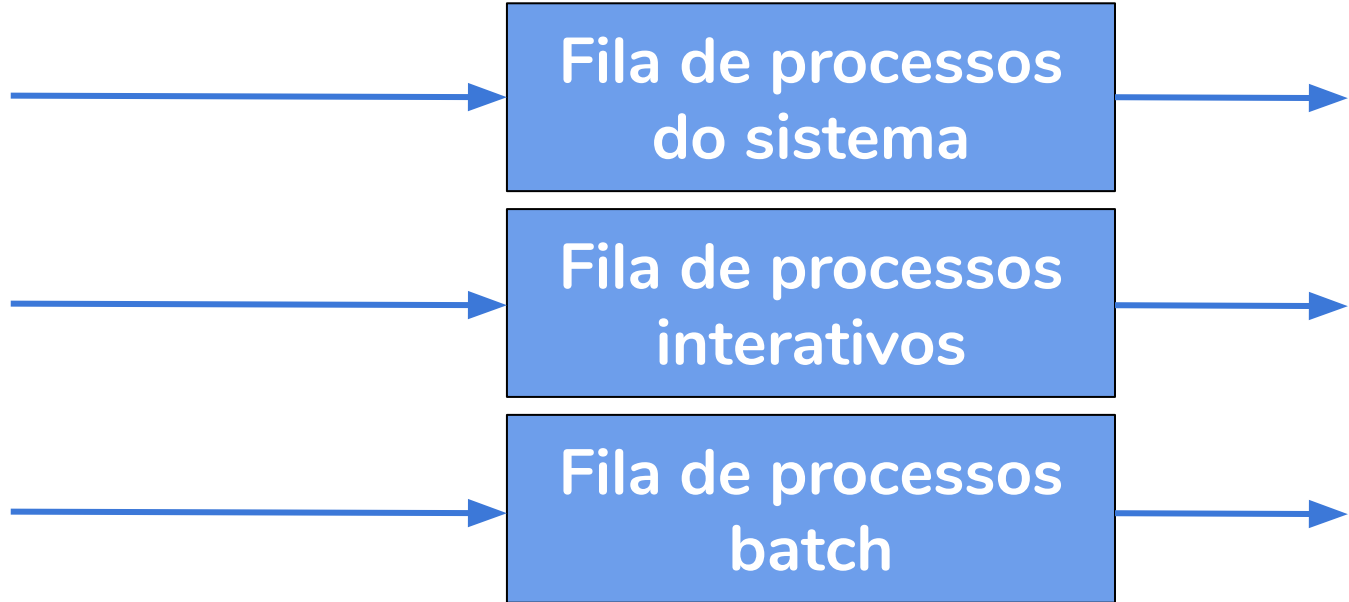 Fila de processos
do sistema
Fila de processos
interativos
Fila de processos
batch